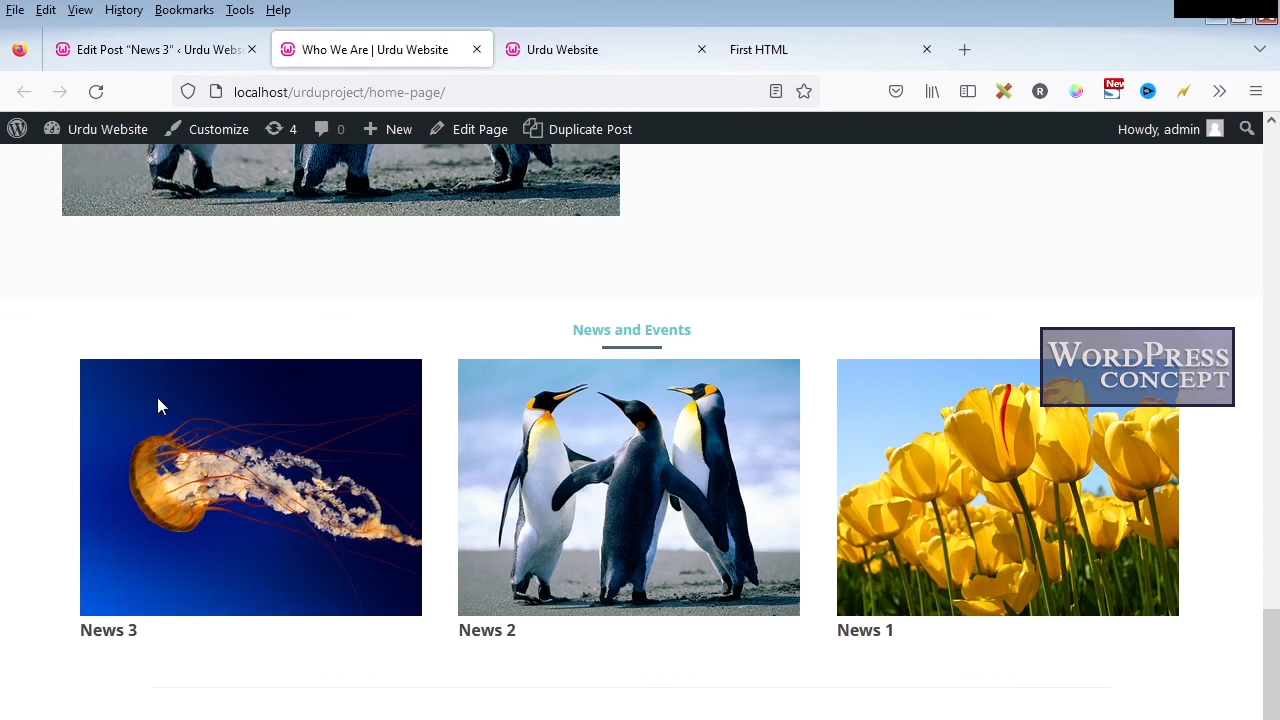 File Edit View History Bookmarks Tools Help
Edit Post “News 3” ‹ Urdu Webs
Who We Are | Urdu Website
Urdu Website
First HTML
localhost/urduproject/home-page/
New
Urdu Website
Customize
4
0
New
Edit Page
Duplicate Post
Howdy, admin
News and Events
WORDPRESS
CONCEPT
News 3
News 2
News 1